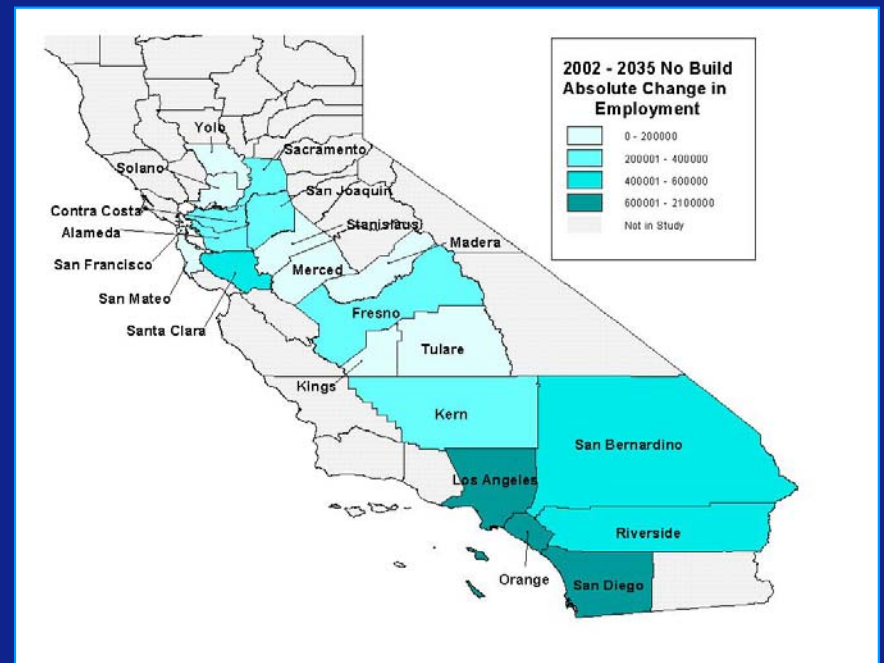 2002 - 2035 No Build
Absolute Change in
Employment
0 - 200000
200001 - 400000
400001 - 600000
600001 - 2100000
Not in Study
Yolo
Sacramento
Solano
San Joaquin
Contra Costa
Stanislaus
Alameda
Madera
San Francisco
Merced
San Mateo
Fresno
Santa Clara
Tulare
Kings
Kern
San Bernardino
Los Angeles
Riverside
Orange
San Diego